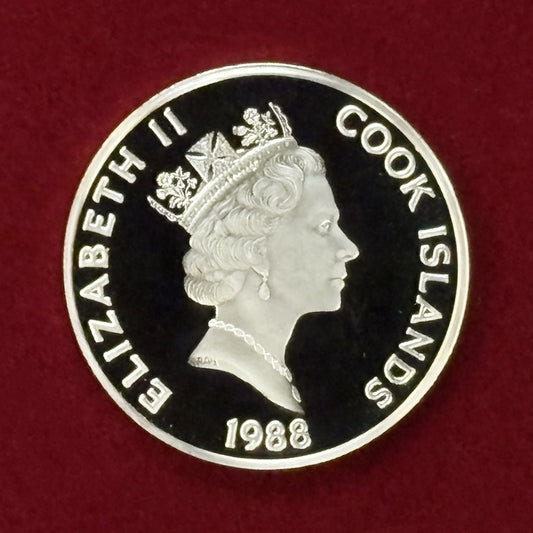 ELIZABETH II
COOK ISLANDS
1988